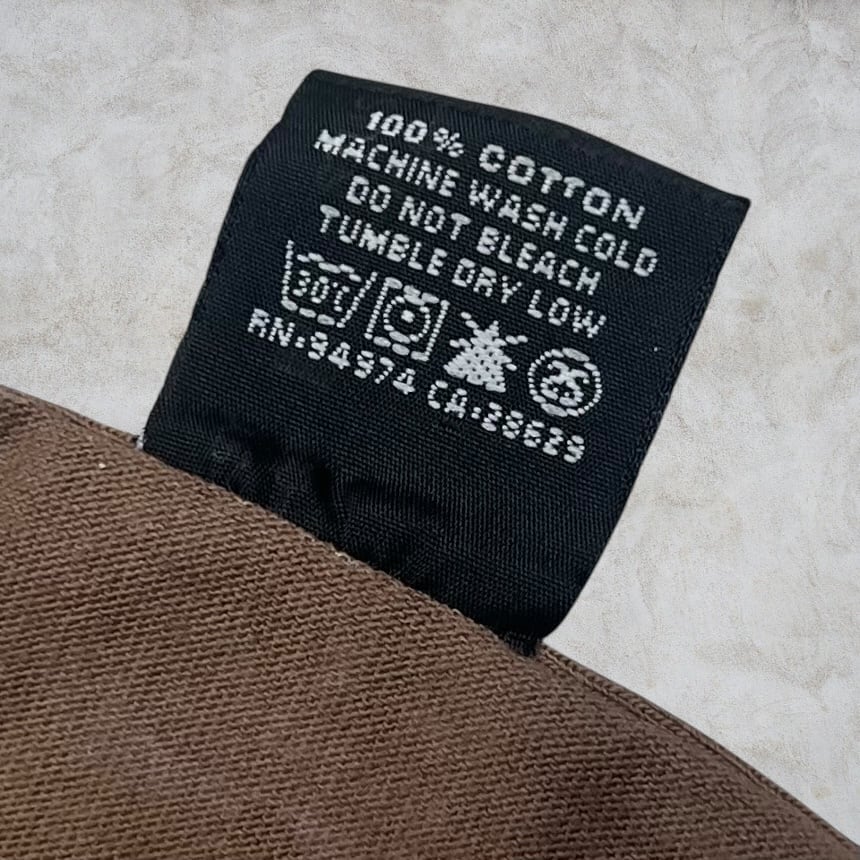 100% COTTON
MACHINE WASH COLD
DO NOT BLEACH
TUMBLE DRY LOW
30°C
RN:94974 CA:38629